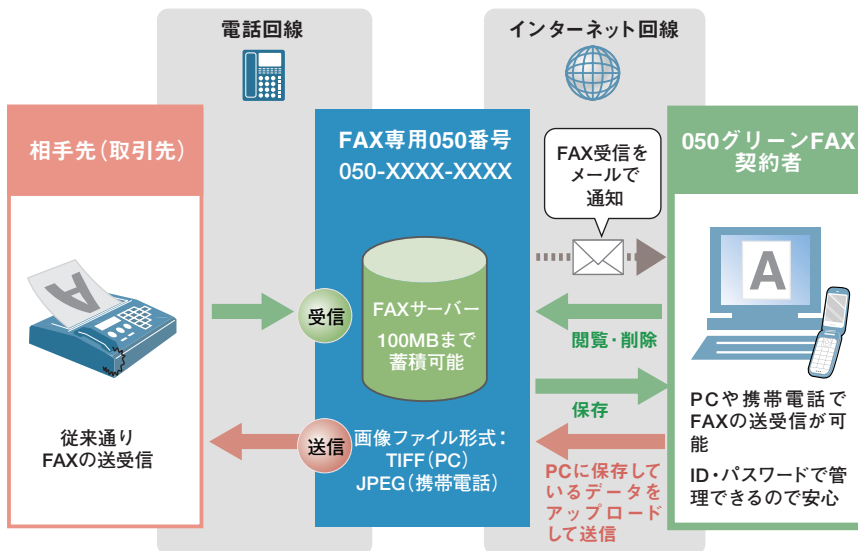 電話回線
インターネット回線
相手先(取引先)
従来通り
FAXの送受信
FAX専用050番号
050-XXXX-XXXX
受信
FAXサーバー
100MBまで
蓄積可能
送信
画像ファイル形式：
TIFF(PC)
JPEG(携帯電話)
FAX受信を
メールで
通知
閲覧・削除
保存
PCに保存して
いるデータを
アップロード
して送信
050グリーンFAX
契約者
A
PCや携帯電話で
FAXの送受信が可
能
ID・パスワードで管
理できるので安心
A